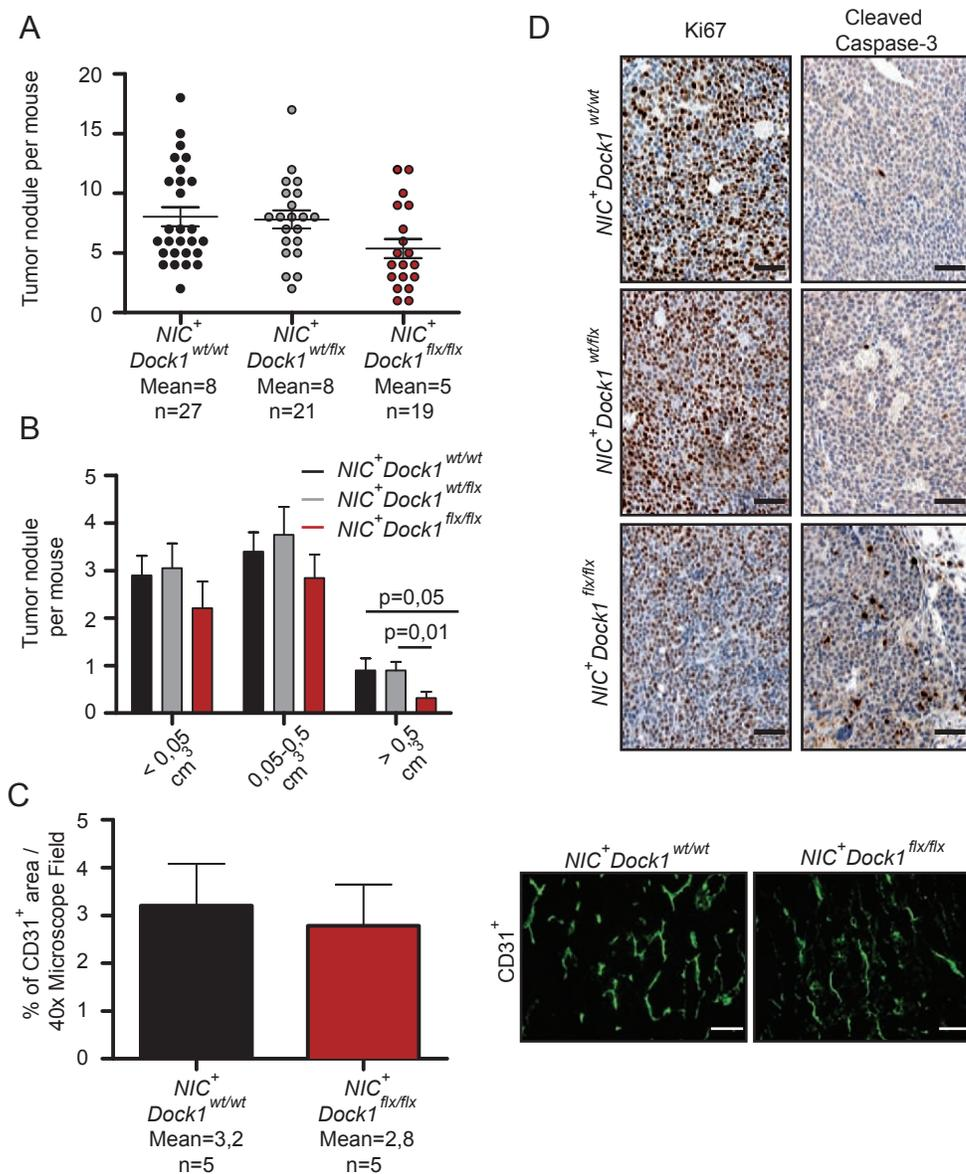 A
Tumor nodule per mouse
20
15
10
5
0
NIC+ Dock1wt/wt
Mean=8
n=27
NIC+ Dock1wt/flx
Mean=8
n=21
NIC+ Dock1flx/flx
Mean=5
n=19
B
Tumor nodule
per mouse
5
4
3
2
1
0
NIC+Dock1wt/wt
NIC+Dock1wt/flx
NIC+Dock1flx/flx
p=0,05
p=0,01
< 0,05
cm3
0,05-0,5
cm3
> 0,5
cm3
C
% of CD31+ area /
40x Microscope Field
5
4
3
2
1
0
NIC+
Dock1wt/wt
Mean=3,2
n=5
NIC+
Dock1flx/flx
Mean=2,8
n=5
NIC+Dock1wt/wt
NIC+Dock1flx/flx
CD31+
D
Ki67
Cleaved
Caspase-3
NIC+Dock1wt/wt
NIC+Dock1wt/flx
NIC+Dock1flx/flx